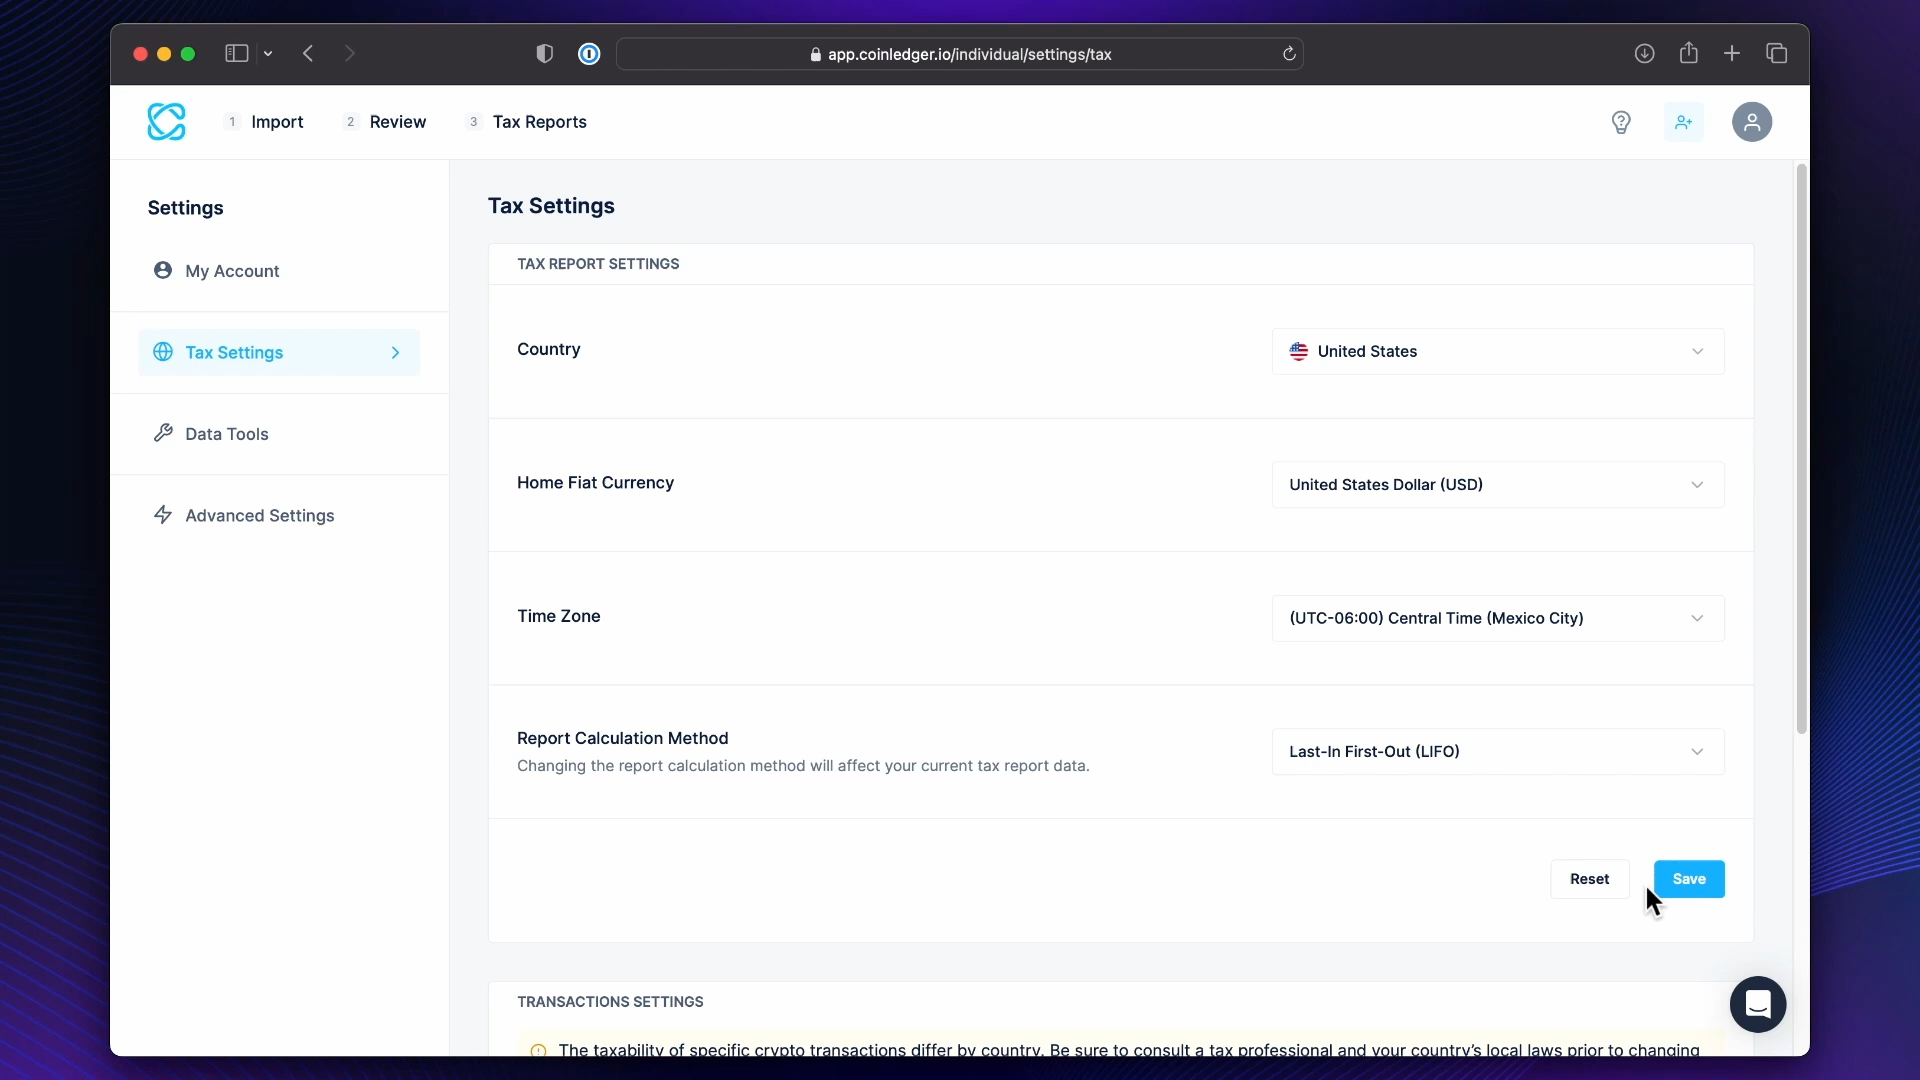 app.coinledger.io/individual/settings/tax
1 Import 2 Review 3 Tax Reports
Settings
My Account
Tax Settings
Data Tools
Advanced Settings
Tax Settings
TAX REPORT SETTINGS
Country
United States
Home Fiat Currency
United States Dollar (USD)
Time Zone
(UTC-06:00) Central Time (Mexico City)
Report Calculation Method
Changing the report calculation method will affect your current tax report data.
Last-In First-Out (LIFO)
Reset
Save
TRANSACTIONS SETTINGS
The taxability of specific crypto transactions differ by country. Be sure to consult a tax professional and your country's local laws prior to changing